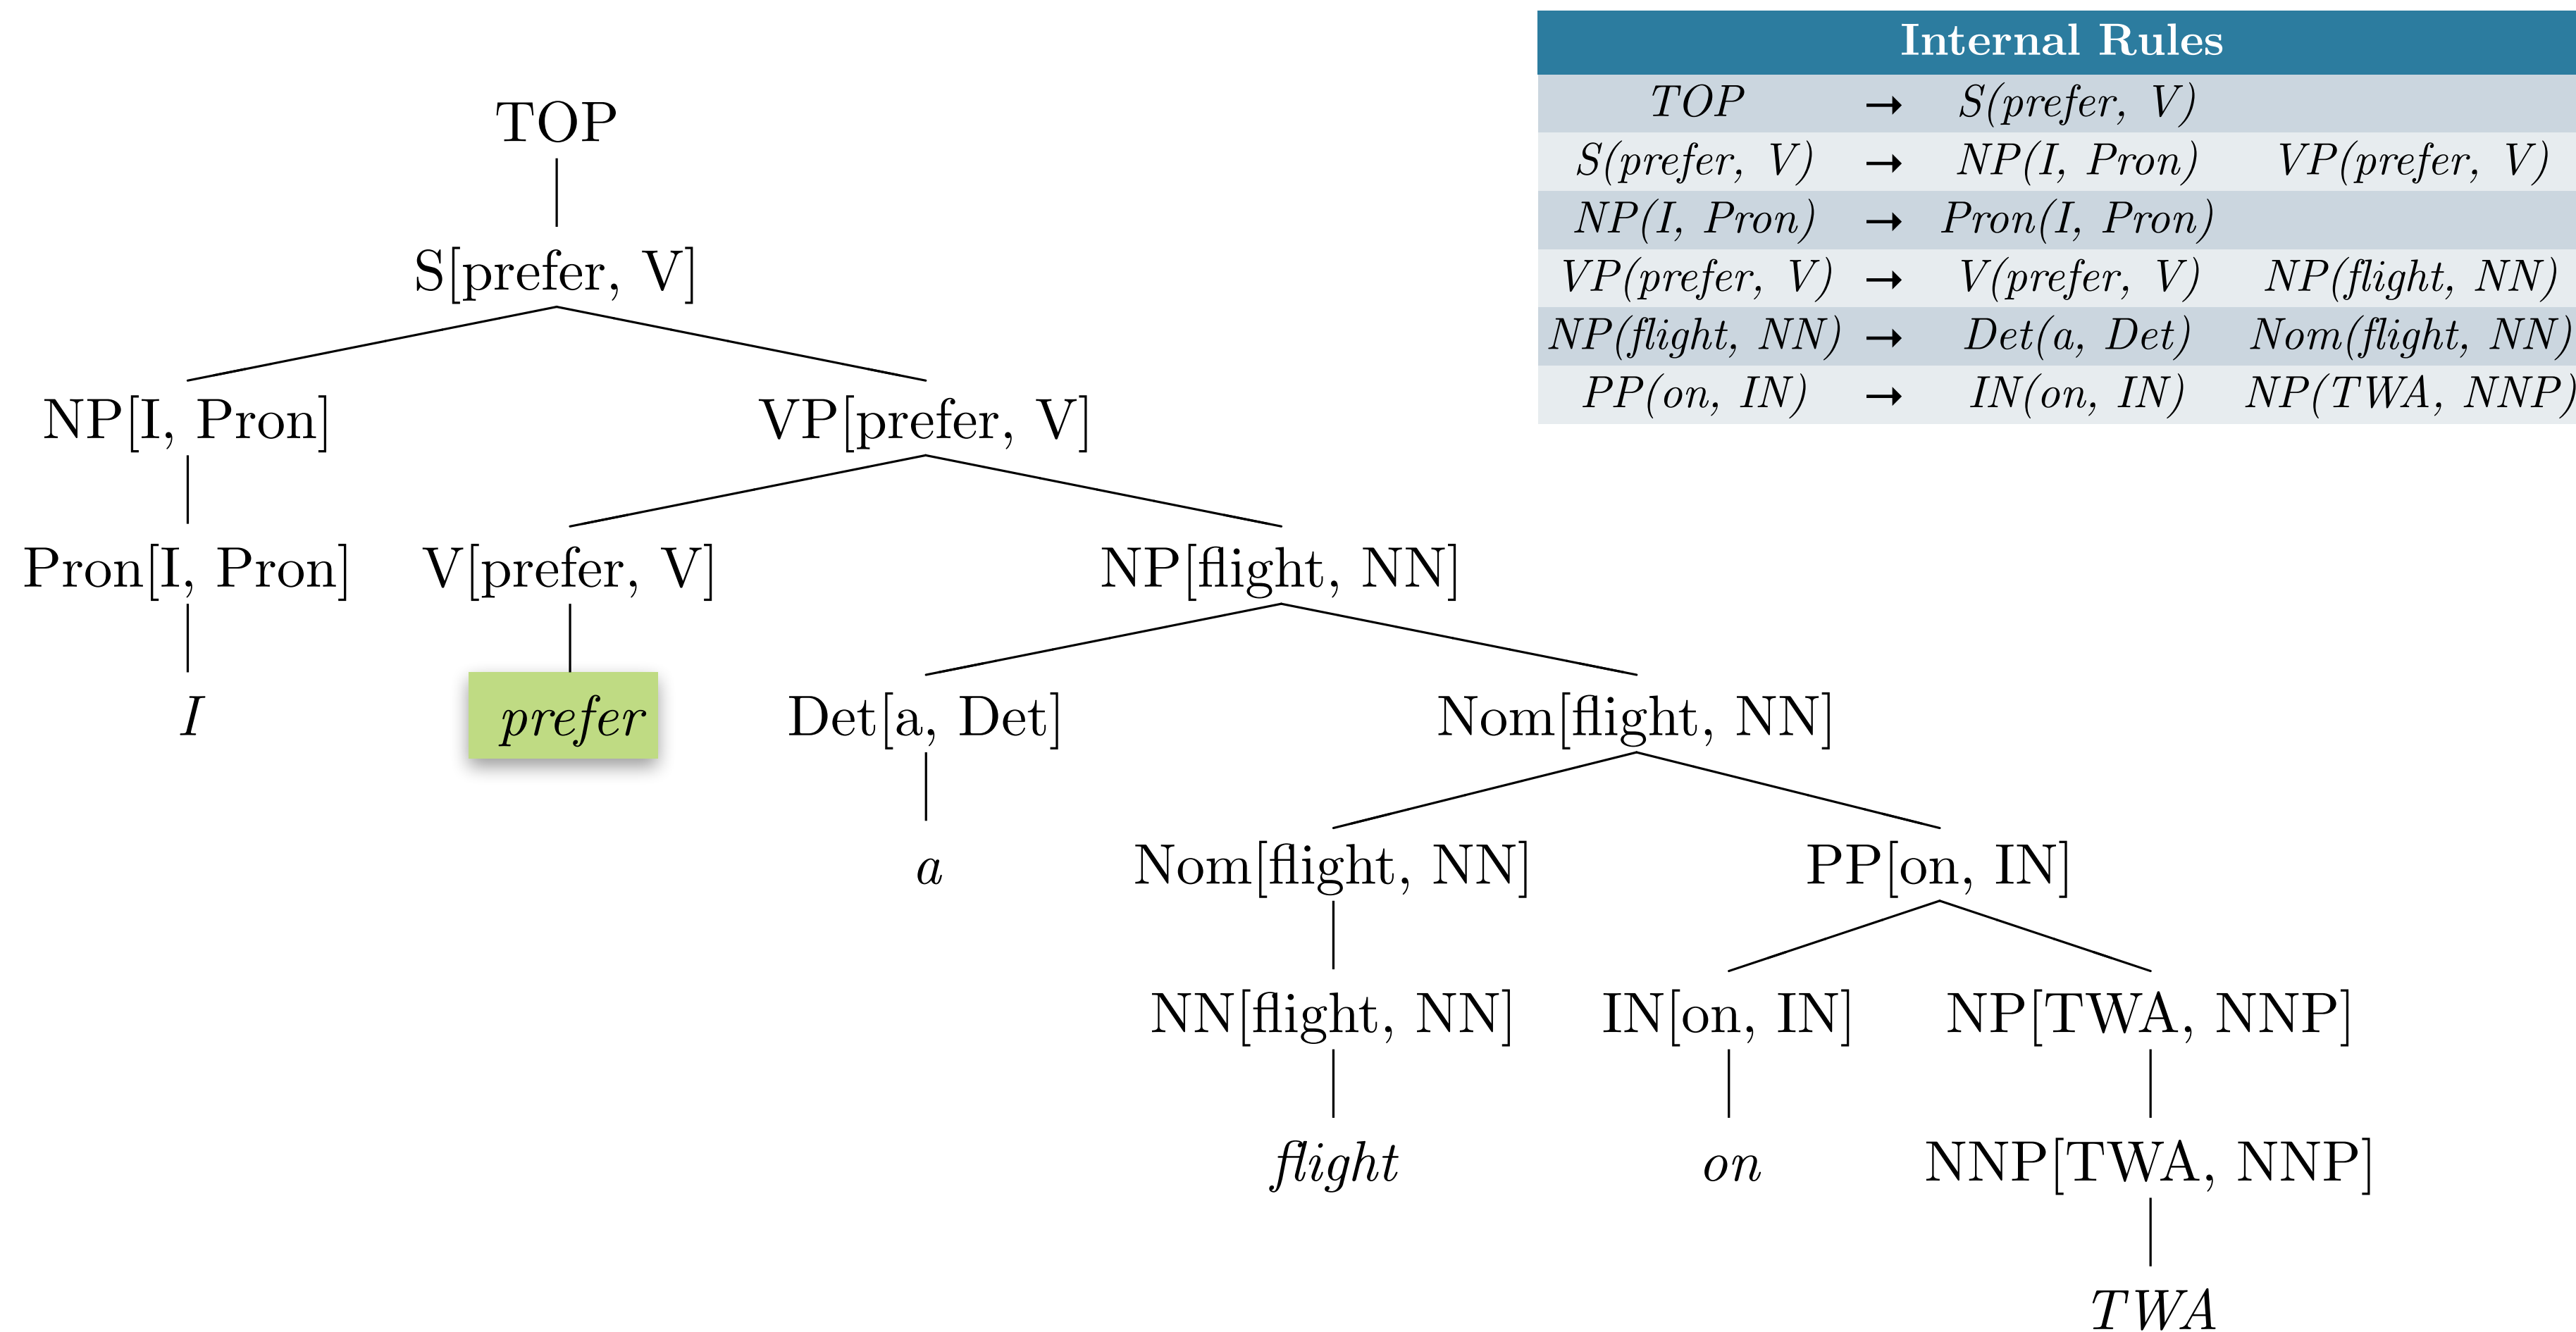 Internal Rules
TOP → S(prefer, V)
S(prefer, V) → NP(I, Pron) VP(prefer, V)
NP(I, Pron) → Pron(I, Pron)
VP(prefer, V) → V(prefer, V) NP(flight, NN)
NP(flight, NN) → Det(a, Det) Nom(flight, NN)
PP(on, IN) → IN(on, IN) NP(TWA, NNP)
TOP
S[prefer, V]
NP[I, Pron] VP[prefer, V]
Pron[I, Pron] V[prefer, V] NP[flight, NN]
I prefer Det[a, Det] Nom[flight, NN]
a Nom[flight, NN] PP[on, IN]
NN[flight, NN] IN[on, IN] NP[TWA, NNP]
flight on NNP[TWA, NNP]
TWA